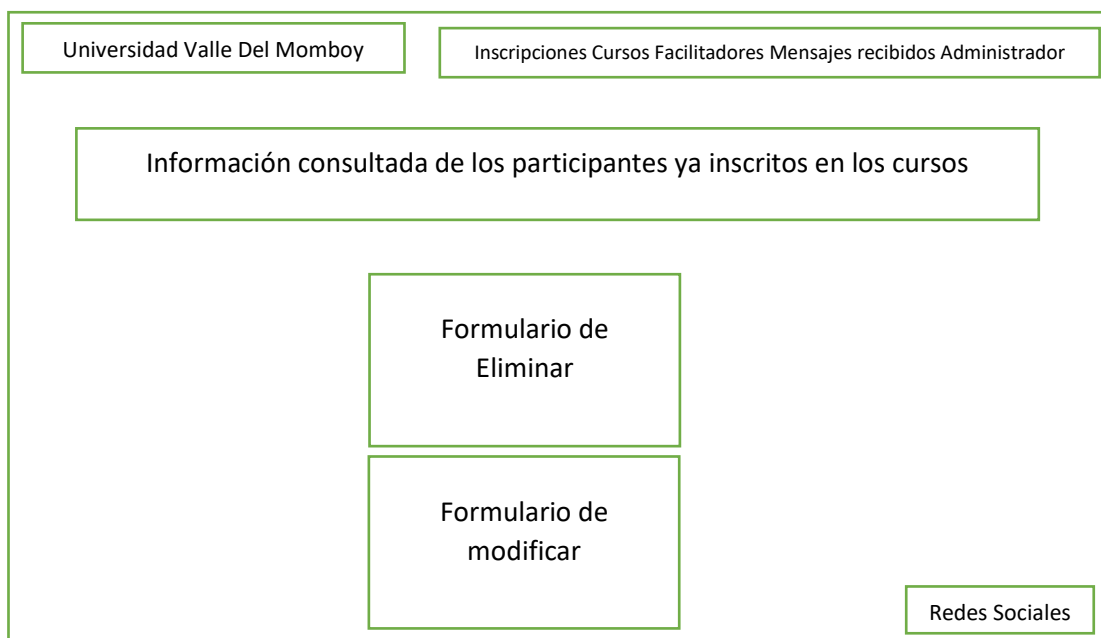 Universidad Valle Del Momboy
Inscripciones Cursos Facilitadores Mensajes recibidos Administrador
Información consultada de los participantes ya inscritos en los cursos
Formulario de
Eliminar
Formulario de
modificar
Redes Sociales